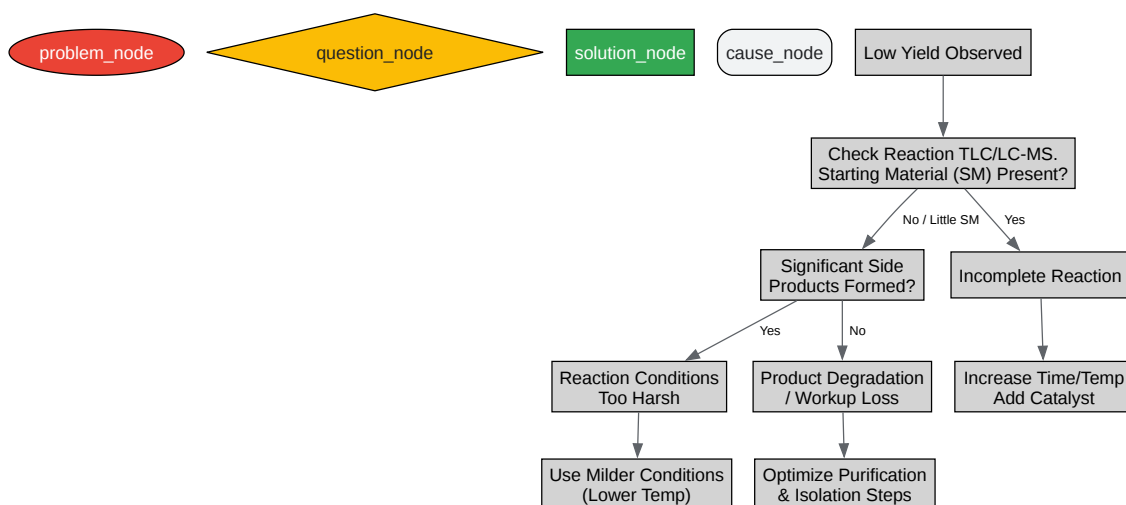 problem_node
question_node
solution_node
cause_node
Low Yield Observed
Check Reaction TLC/LC-MS.
Starting Material (SM) Present?
No / Little SM
Yes
Significant Side
Products Formed?
Incomplete Reaction
Yes
No
Reaction Conditions
Too Harsh
Product Degradation
/ Workup Loss
Increase Time/Temp
Add Catalyst
Use Milder Conditions
(Lower Temp)
Optimize Purification
& Isolation Steps